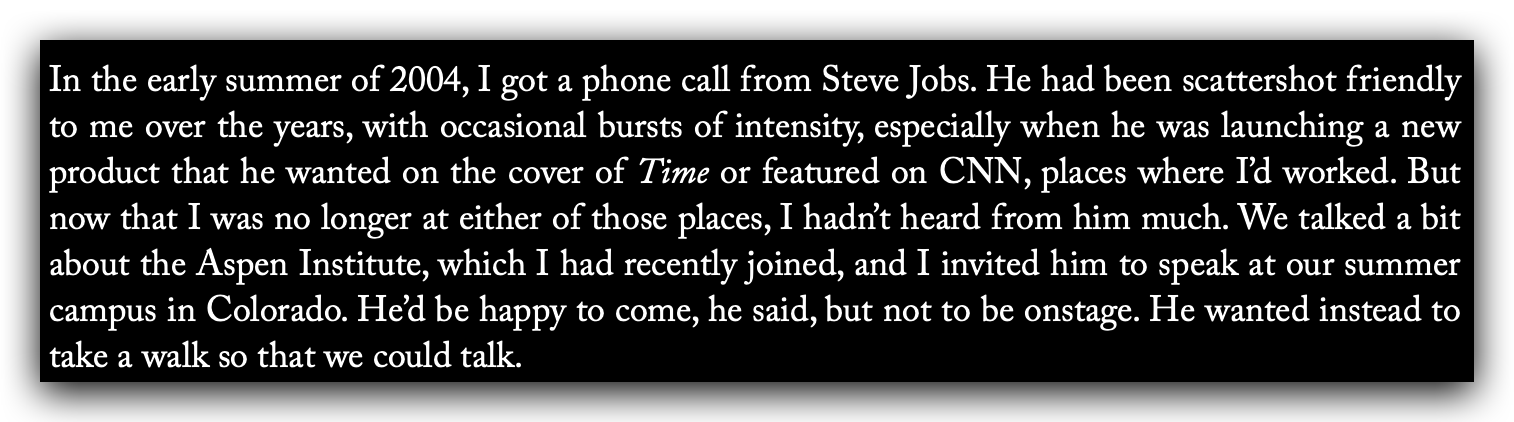 In the early summer of 2004, I got a phone call from Steve Jobs. He had been scattershot friendly
to me over the years, with occasional bursts of intensity, especially when he was launching a new
product that he wanted on the cover of Time or featured on CNN, places where I’d worked. But
now that I was no longer at either of those places, I hadn’t heard from him much. We talked a bit
about the Aspen Institute, which I had recently joined, and I invited him to speak at our summer
campus in Colorado. He’d be happy to come, he said, but not to be onstage. He wanted instead to
take a walk so that we could talk.